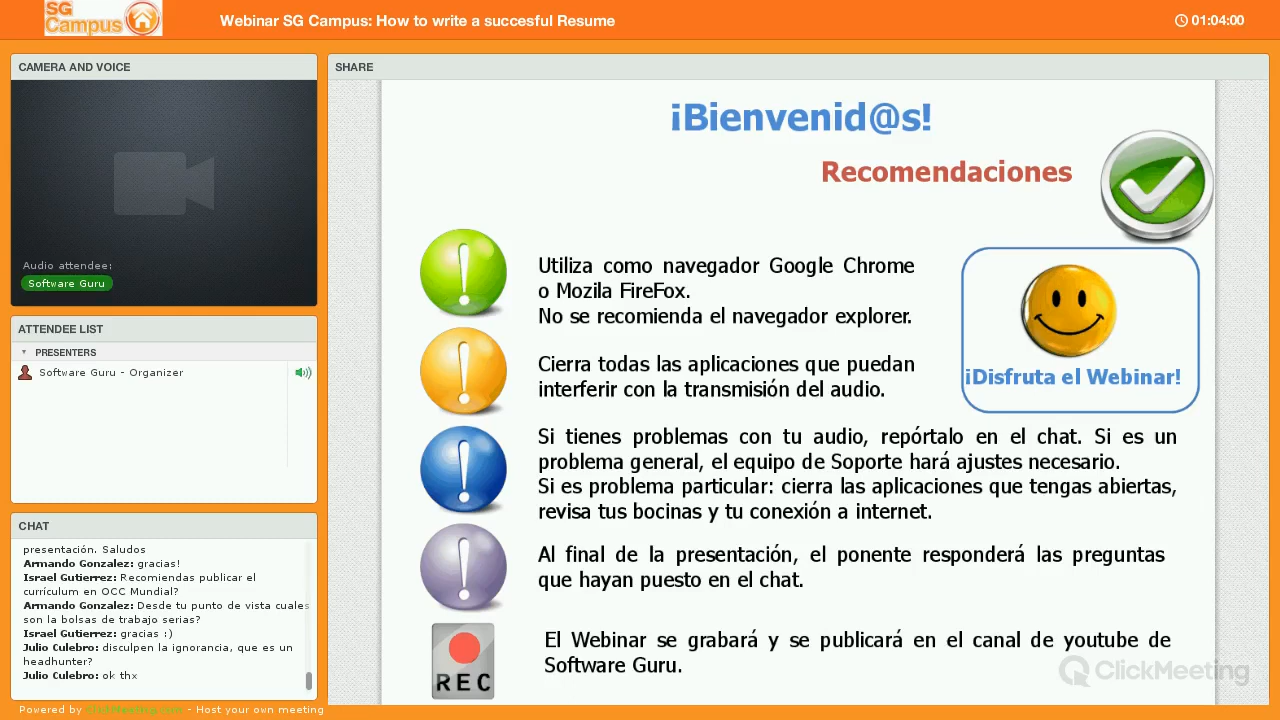 SG Campus
Webinar SG Campus: How to write a succesful Resume
01:04:00
CAMERA AND VOICE
Audio attendee:
Software Guru
ATTENDEE LIST
PRESENTERS
Software Guru - Organizer
CHAT
presentación. Saludos
Armando Gonzalez: gracias!
Israel Gutierrez: Recomiendas publicar el
currículum en OCC Mundial?
Armando Gonzalez: Desde tu punto de vista cuales
son la bolsas de trabajo serias?
Israel Gutierrez: gracias :)
Julio Culebro: disculpen la ignorancia, que es un
headhunter?
Julio Culebro: ok thx
Powered by ClickMeeting.com - Host your own meeting
SHARE
¡Bienvenid@s!
Recomendaciones
Utiliza como navegador Google Chrome
o Mozila FireFox.
No se recomienda el navegador explorer.
Cierra todas las aplicaciones que puedan
interferir con la transmisión del audio.
¡Disfruta el Webinar!
Si tienes problemas con tu audio, repórtalo en el chat. Si es un
problema general, el equipo de Soporte hará ajustes necesario.
Si es problema particular: cierra las aplicaciones que tengas abiertas,
revisa tus bocinas y tu conexión a internet.
Al final de la presentación, el ponente responderá las preguntas
que hayan puesto en el chat.
REC
El Webinar se grabará y se publicará en el canal de youtube de
Software Guru.
ClickMeeting